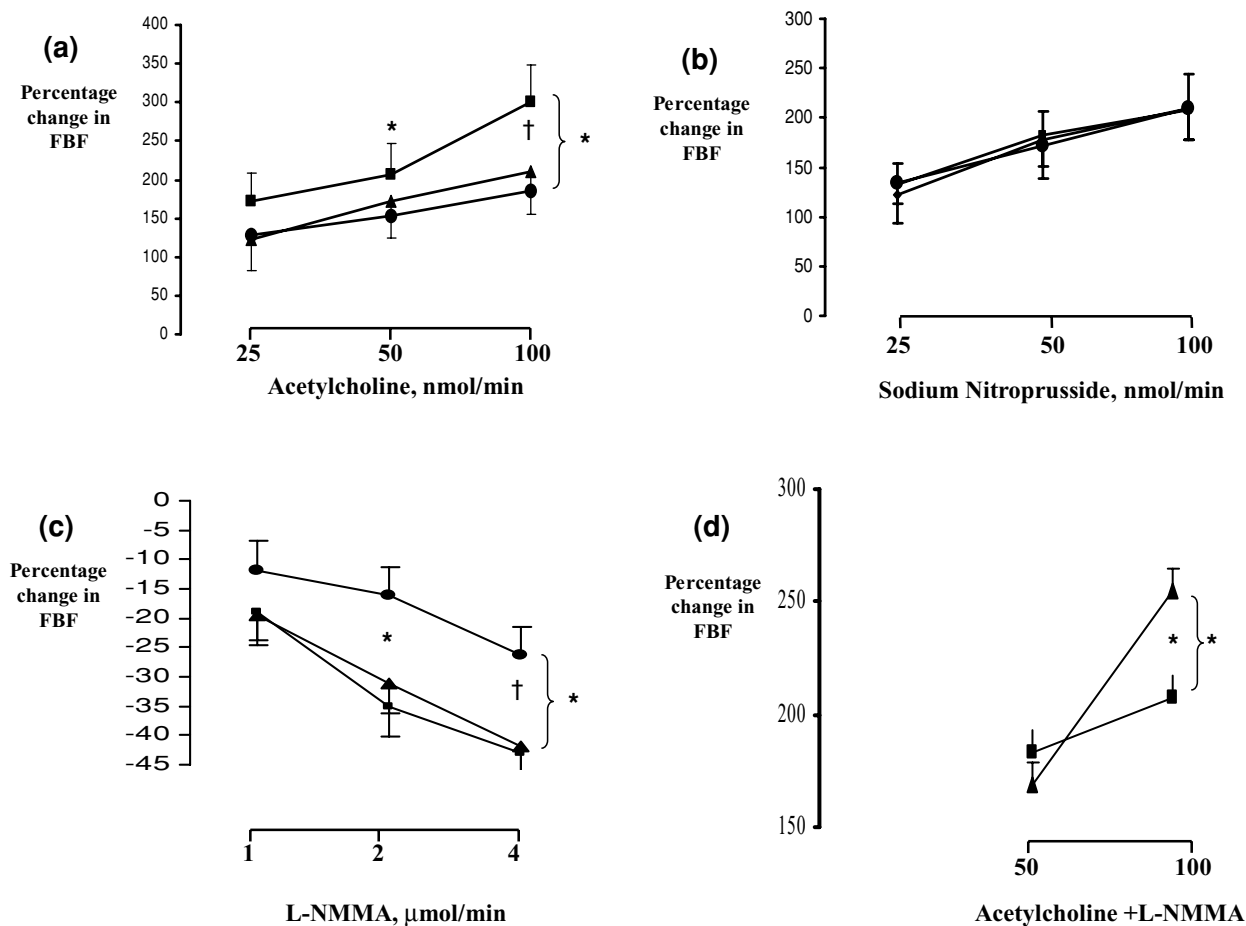 (a)
Percentage
change in
FBF
400
350
300
250
200
150
100
50
0
*
†
*
25 50 100
Acetylcholine, nmol/min
(b)
Percentage
change in
FBF
300
250
200
150
100
50
0
25 50 100
Sodium Nitroprusside, nmol/min
(c)
Percentage
change in
FBF
0
-5
-10
-15
-20
-25
-30
-35
-40
-45
*
†
*
1 2 4
L-NMMA, μmol/min
(d)
Percentage
change in
FBF
300
250
200
150
* *
50 100
Acetylcholine +L-NMMA